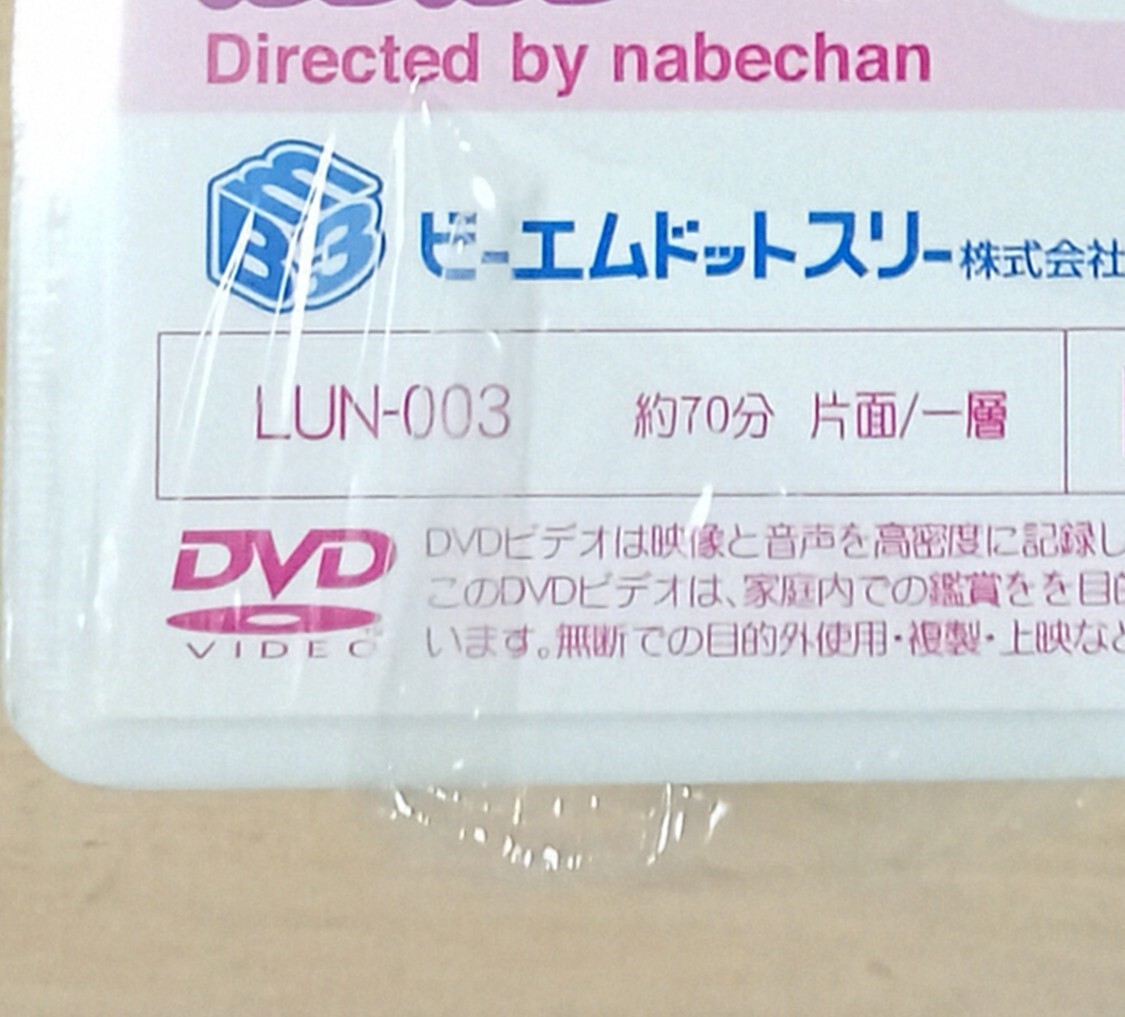 Directed by nabechan
Bm.3
ビーエムドットスリー株式会社
LUN-003 約70分 片面/一層
DVD
VIDEO
DVDビデオは映像と音声を高密度に記録し
このDVDビデオは、家庭内での鑑賞をを目的
います。無断での目的外使用・複製・上映など